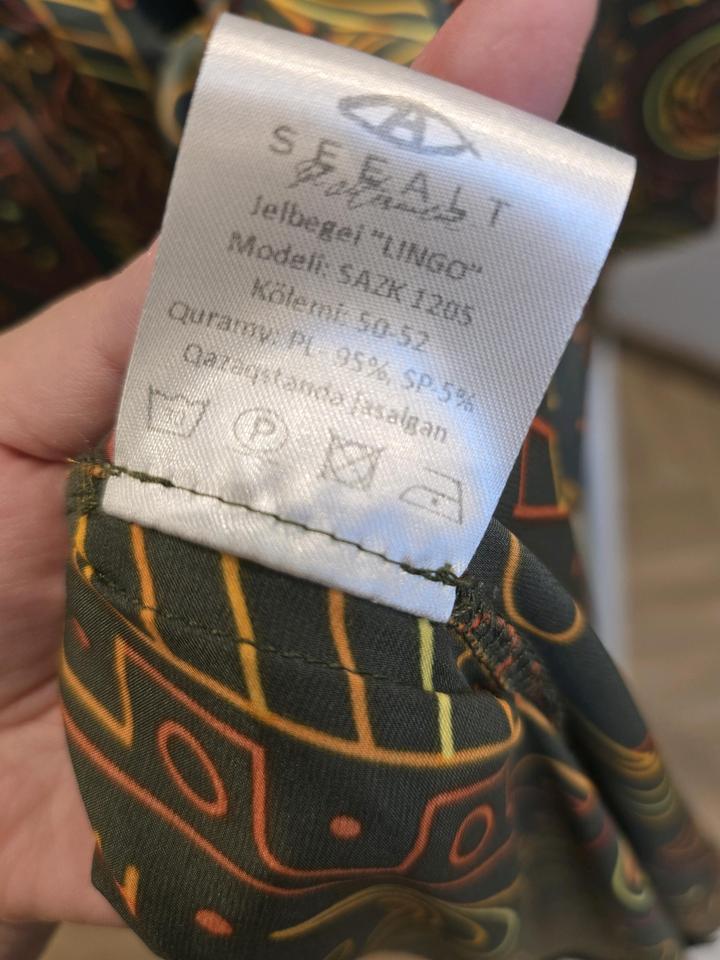 SEEALT
Jelbegei "LINGO"
Modeli: SAZK 1205
Kölemi: 50-52
Quramy: PL- 95%, SP-5%
Qazaqstanda jasalgan
P